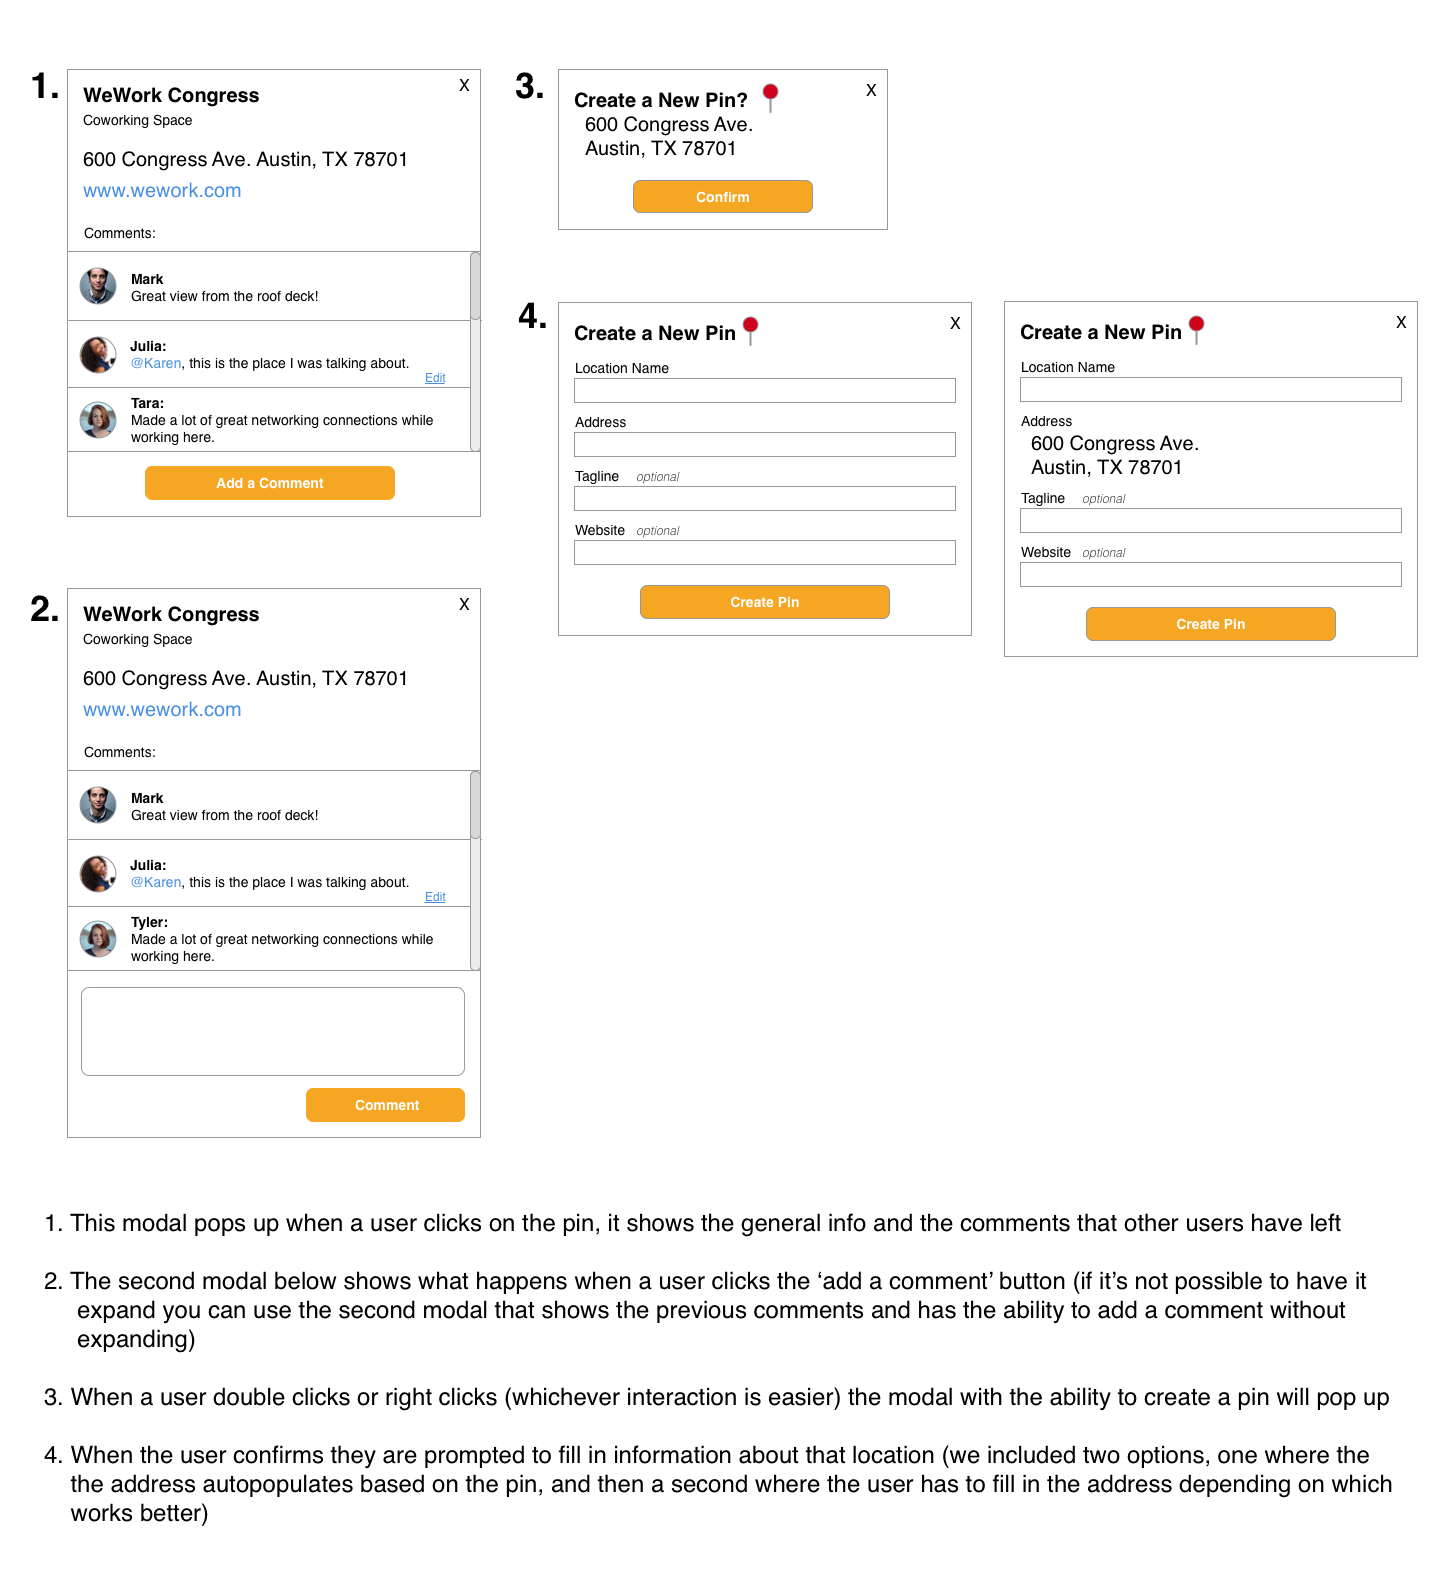 1.
WeWork Congress
X
Coworking Space
600 Congress Ave. Austin, TX 78701
www.wework.com
Comments:
Mark
Great view from the roof deck!
Julia:
@Karen, this is the place I was talking about.
Edit
Tara:
Made a lot of great networking connections while
working here.
Add a Comment
2.
WeWork Congress
X
Coworking Space
600 Congress Ave. Austin, TX 78701
www.wework.com
Comments:
Mark
Great view from the roof deck!
Julia:
@Karen, this is the place I was talking about.
Edit
Tyler:
Made a lot of great networking connections while
working here.
Comment
3.
Create a New Pin?
X
600 Congress Ave.
Austin, TX 78701
Confirm
4.
Create a New Pin
X
Location Name
Address
Tagline optional
Website optional
Create Pin
Create a New Pin
X
Location Name
Address
600 Congress Ave.
Austin, TX 78701
Tagline optional
Website optional
Create Pin
1. This modal pops up when a user clicks on the pin, it shows the general info and the comments that other users have left
2. The second modal below shows what happens when a user clicks the ‘add a comment’ button (if it’s not possible to have it
expand you can use the second modal that shows the previous comments and has the ability to add a comment without
expanding)
3. When a user double clicks or right clicks (whichever interaction is easier) the modal with the ability to create a pin will pop up
4. When the user confirms they are prompted to fill in information about that location (we included two options, one where the
the address autopopulates based on the pin, and then a second where the user has to fill in the address depending on which
works better)